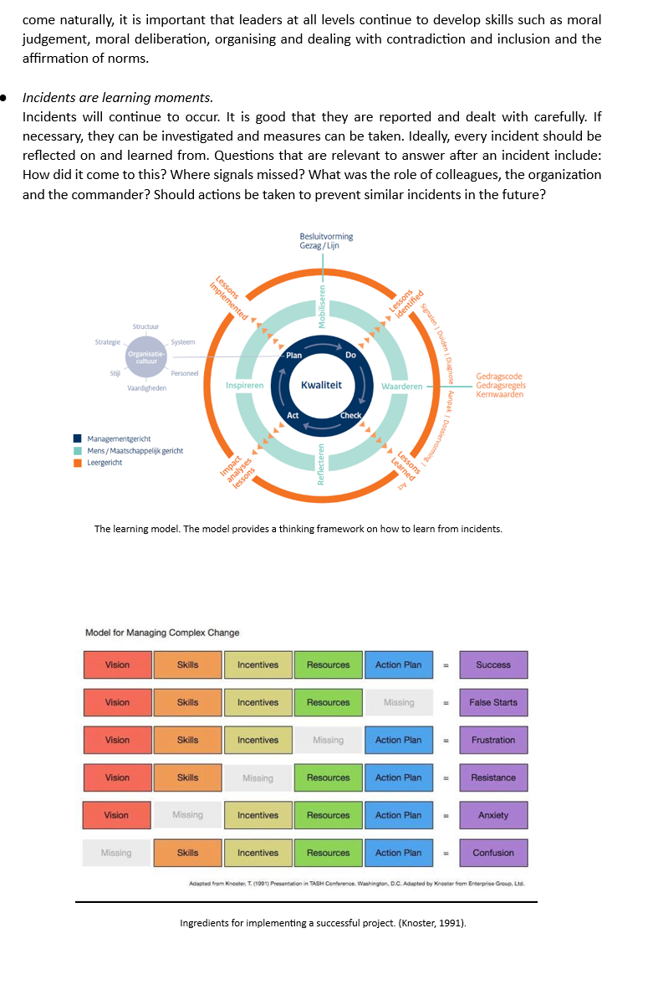 come naturally, it is important that leaders at all levels continue to develop skills such as moral
judgement, moral deliberation, organising and dealing with contradiction and inclusion and the
affirmation of norms.
• Incidents are learning moments.
Incidents will continue to occur. It is good that they are reported and dealt with carefully. If
necessary, they can be investigated and measures can be taken. Ideally, every incident should be
reflected on and learned from. Questions that are relevant to answer after an incident include:
How did it come to this? Where signals missed? What was the role of colleagues, the organization
and the commander? Should actions be taken to prevent similar incidents in the future?
Besluitvorming
Gezag / Lijn
Lessons
Implemented
Mobiliseren
Lessons
identified
Signalen | Duiden | Diagnose Aanpak | Dossiervorming |
Structuur
Strategie
Systeem
Organisatie-
cultuur
Stijl
Personeel
Vaardigheden
Plan
Do
Inspireren
Kwaliteit
Waarderen
Gedragscode
Gedragsregels
Kernwaarden
Act
Check
Managementgericht
Mens / Maatschappelijk gericht
Leergericht
Impact
analyses
lessons
Reflecteren
Lessons
Learned
Act
The learning model. The model provides a thinking framework on how to learn from incidents.
Model for Managing Complex Change
Vision Skills Incentives Resources Action Plan = Success
Vision Skills Incentives Resources Missing = False Starts
Vision Skills Incentives Missing Action Plan = Frustration
Vision Skills Missing Resources Action Plan = Resistance
Vision Missing Incentives Resources Action Plan = Anxiety
Missing Skills Incentives Resources Action Plan = Confusion
Adapted from Knoster, T. (1991) Presentation in TASH Conference. Washington, D.C. Adapted by Knoster from Enterprise Group, Ltd.
Ingredients for implementing a successful project. (Knoster, 1991).